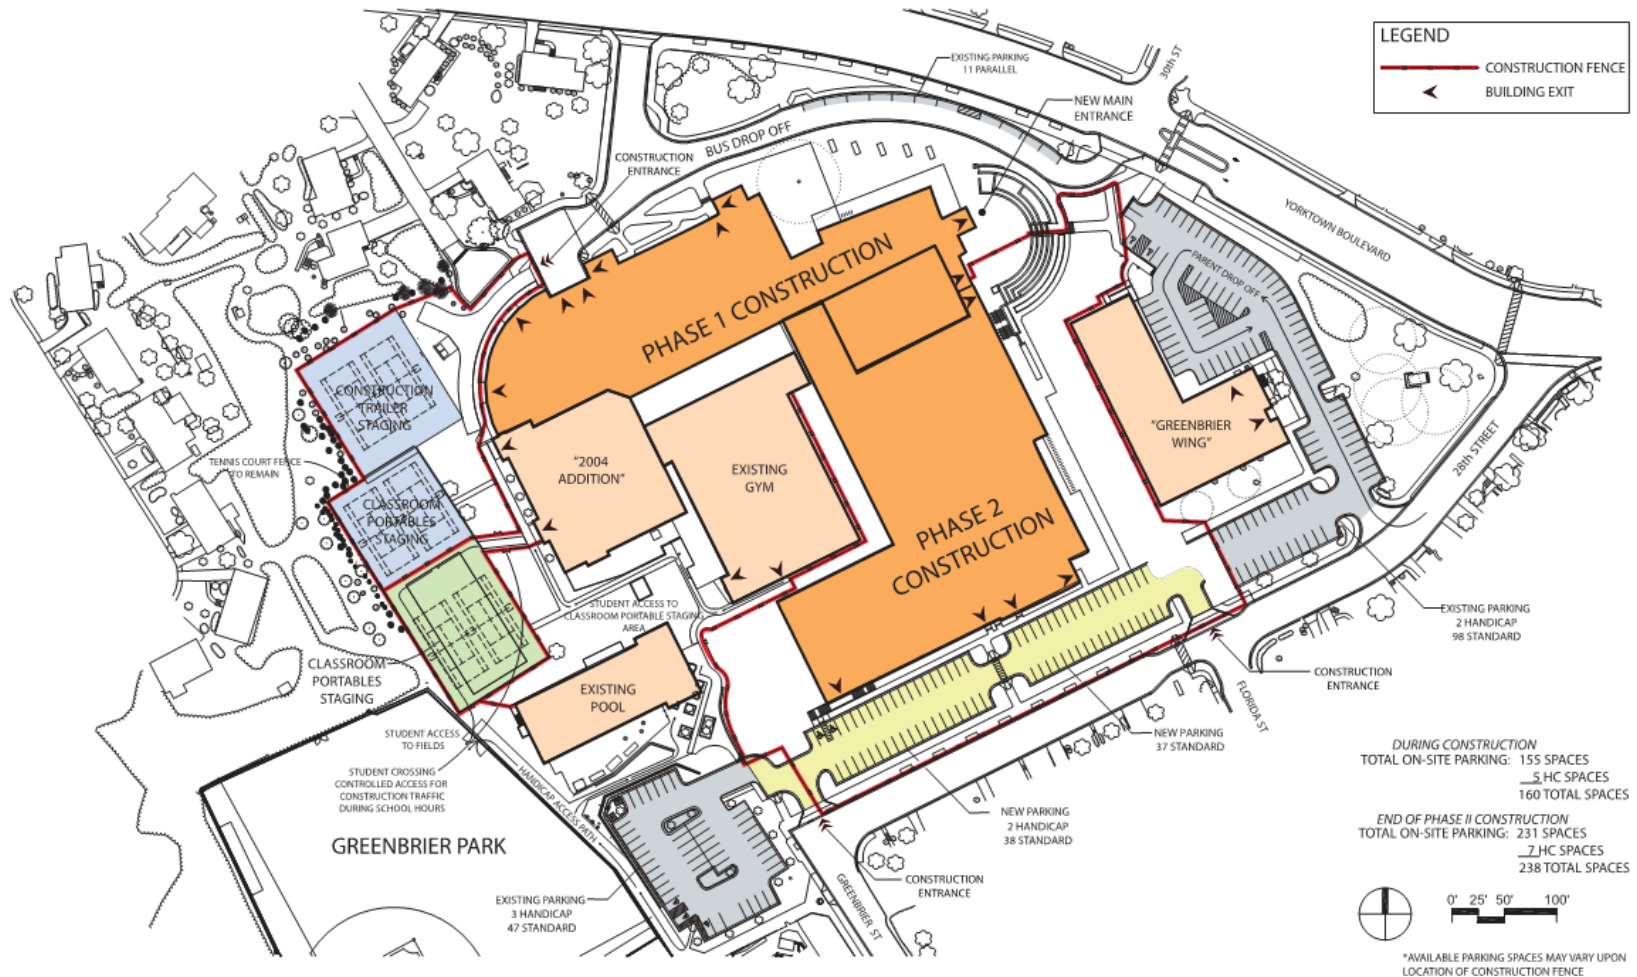 LEGEND
CONSTRUCTION FENCE
BUILDING EXIT
EXISTING PARKING
11 PARALLEL
30th ST
NEW MAIN
ENTRANCE
BUS DROP OFF
CONSTRUCTION
ENTRANCE
YORKTOWN BOULEVARD
PARENT DROP OFF
PHASE 1 CONSTRUCTION
CONSTRUCTION
TRAILER
STAGING
"GREENBRIER
WING"
28th STREET
TENNIS COURT FENCE
TO REMAIN
"2004
ADDITION"
EXISTING
GYM
CLASSROOM
PORTABLES
STAGING
PHASE 2
CONSTRUCTION
STUDENT ACCESS TO
CLASSROOM PORTABLE STAGING
AREA
EXISTING PARKING
2 HANDICAP
98 STANDARD
CLASSROOM
PORTABLES
STAGING
EXISTING
POOL
CONSTRUCTION
ENTRANCE
FLORIDA ST
STUDENT ACCESS
TO FIELDS
NEW PARKING
37 STANDARD
STUDENT CROSSING
CONTROLLED ACCESS FOR
CONSTRUCTION TRAFFIC
DURING SCHOOL HOURS
HANDICAP ACCESS PATH
DURING CONSTRUCTION
TOTAL ON-SITE PARKING: 155 SPACES
5 HC SPACES
160 TOTAL SPACES
NEW PARKING
2 HANDICAP
38 STANDARD
END OF PHASE II CONSTRUCTION
TOTAL ON-SITE PARKING: 231 SPACES
7 HC SPACES
238 TOTAL SPACES
GREENBRIER PARK
CONSTRUCTION
ENTRANCE
GREENBRIER ST
EXISTING PARKING
3 HANDICAP
47 STANDARD
0' 25' 50' 100'
*AVAILABLE PARKING SPACES MAY VARY UPON
LOCATION OF CONSTRUCTION FENCE